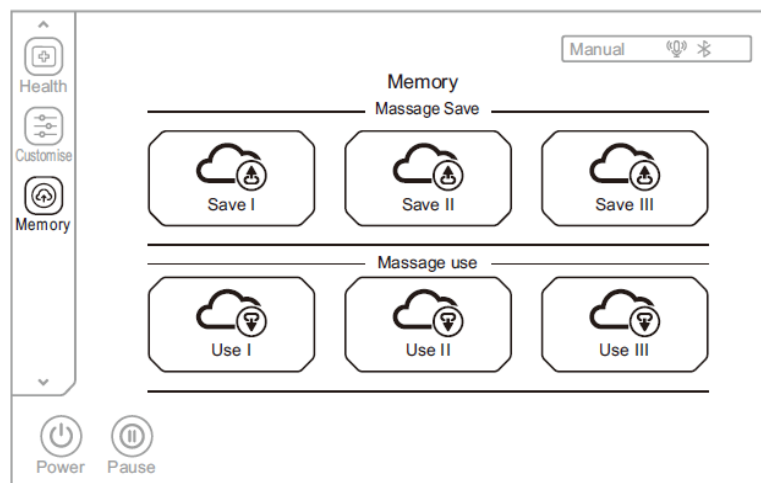 Manual
Health
Customise
Memory
Memory
Massage Save
Save I
Save II
Save III
Massage use
Use I
Use II
Use III
Power
Pause